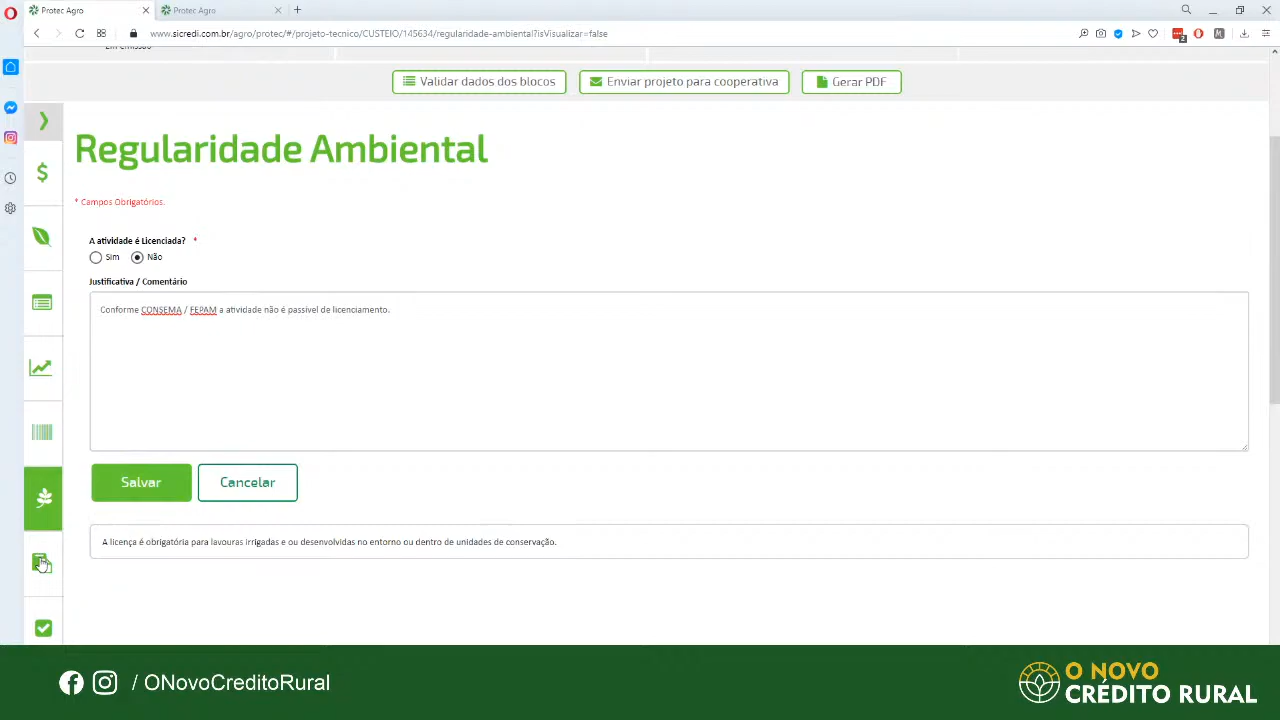 Protec Agro
Protec Agro
www.sicredi.com.br/agro/protec/#/projeto-tecnico/CUSTEIO/145634/regularidade-ambiental?isVisualizar=false
2
M
Em Emissão
Validar dados dos blocos
Enviar projeto para cooperativa
Gerar PDF
Regularidade Ambiental
* Campos Obrigatórios.
A atividade é Licenciada? *
Sim
Não
Justificativa / Comentário
Conforme CONSEMA / FEPAM a atividade não é passível de licenciamento.
Salvar
Cancelar
A licença é obrigatória para lavouras irrigadas e ou desenvolvidas no entorno ou dentro de unidades de conservação.
/ ONovoCreditoRural
O NOVO
CRÉDITO RURAL